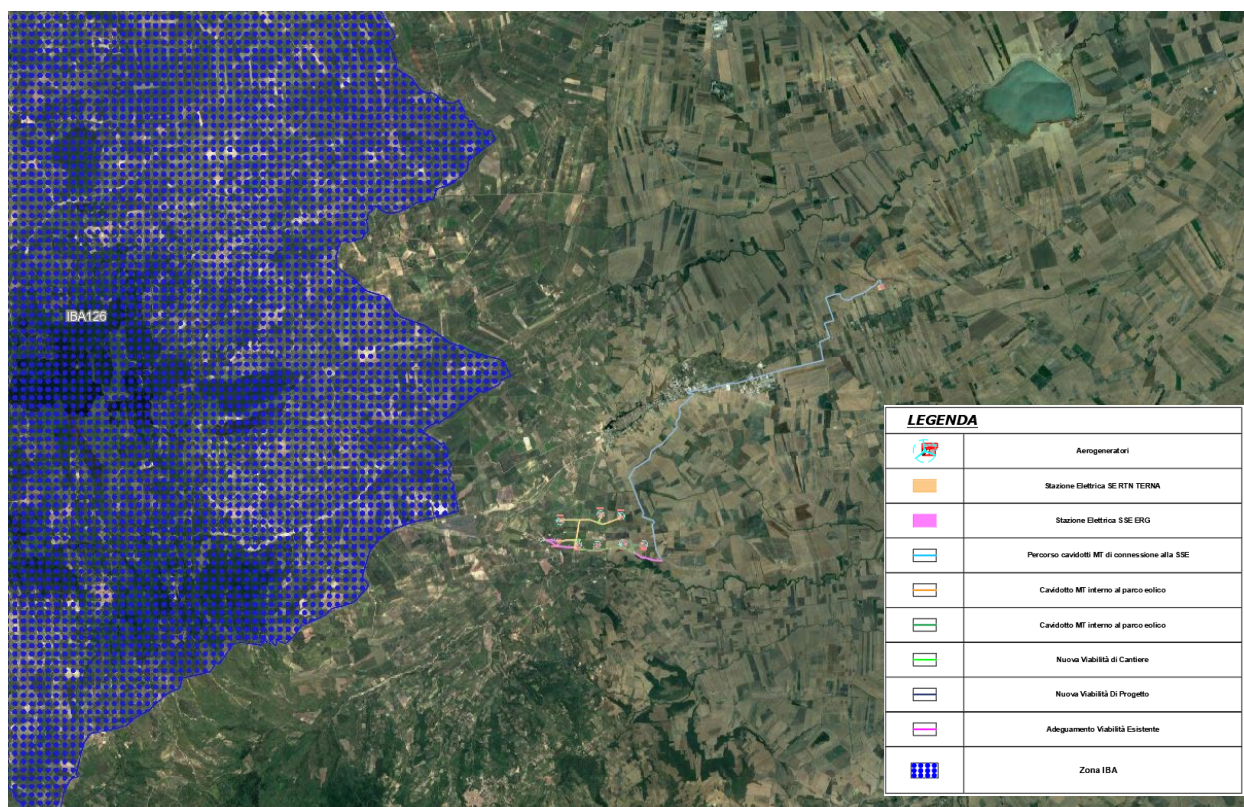 IBA126
LEGENDA
Aerogeneratori
Stazione Elettrica SE RTN TERNA
Stazione Elettrica SSE ERG
Percorso cavidotti MT di connessione alla SSE
Cavidotto MT interno al parco eolico
Cavidotto MT interno al parco eolico
Nuova Viabilità di Cantiere
Nuova Viabilità Di Progetto
Adeguamento Viabilità Esistente
Zona IBA